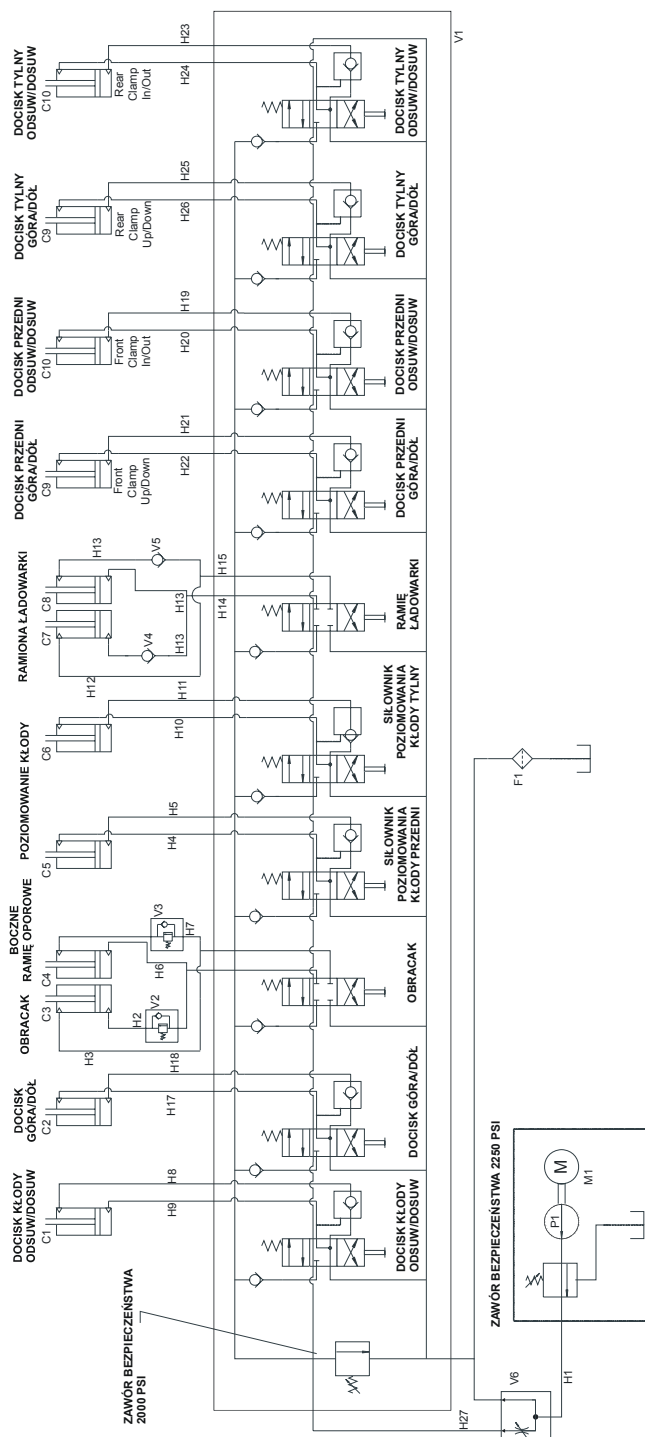 DOCISK KŁODY
ODSUW/DOSUW
C1
H8
H9
DOCISK KŁODY
ODSUW/DOSUW
DOCISK
GÓRA/DÓŁ
C2
H17
H18
DOCISK GÓRA/DÓŁ
OBRACAK
C3
H3
H2
V2
BOCZNE
RAMIĘ OPOROWE
C4
H6
V3
H7
OBRACAK
POZIOMOWANIE KŁODY
C5
H5
H4
SIŁOWNIK
POZIOMOWANIA
KŁODY PRZEDNI
C6
H11
H10
SIŁOWNIK
POZIOMOWANIA
KŁODY TYLNY
RAMIONA ŁADOWARKI
C7
C8
H12
V4
H13
H13
H13
V5
H15
H14
RAMIĘ
ŁADOWARKI
DOCISK PRZEDNI
GÓRA/DÓŁ
C9
Front
Clamp
Up/Down
H21
H22
DOCISK PRZEDNI
GÓRA/DÓŁ
DOCISK PRZEDNI
ODSUW/DOSUW
C10
Front
Clamp
In/Out
H19
H20
DOCISK PRZEDNI
ODSUW/DOSUW
DOCISK TYLNY
GÓRA/DÓŁ
C9
Rear
Clamp
Up/Down
H25
H26
DOCISK TYLNY
GÓRA/DÓŁ
DOCISK TYLNY
ODSUW/DOSUW
C10
Rear
Clamp
In/Out
H23
H24
DOCISK TYLNY
ODSUW/DOSUW
V1
ZAWÓR BEZPIECZEŃSTWA
2000 PSI
H27
V6
H1
ZAWÓR BEZPIECZEŃSTWA 2250 PSI
P1
M
M1
F1